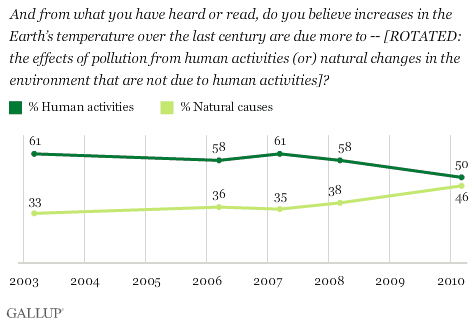 And from what you have heard or read, do you believe increases in the
Earth's temperature over the last century are due more to -- [ROTATED:
the effects of pollution from human activities (or) natural changes in the
environment that are not due to human activities]?
% Human activities % Natural causes
61 58 61 58 50
33 36 35 38 46
2003 2004 2005 2006 2007 2008 2009 2010
GALLUP®